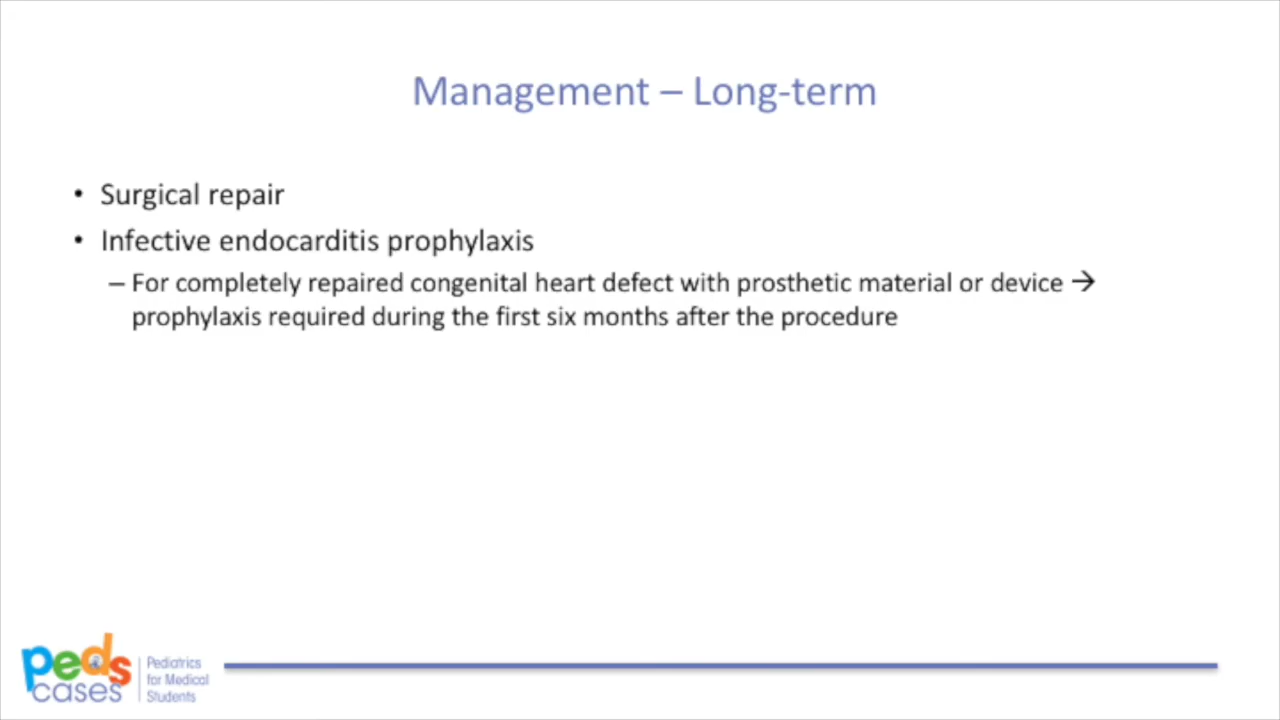 Management – Long-term
• Surgical repair
• Infective endocarditis prophylaxis
– For completely repaired congenital heart defect with prosthetic material or device →
prophylaxis required during the first six months after the procedure
peds
cases
Pediatrics
for Medical
Students